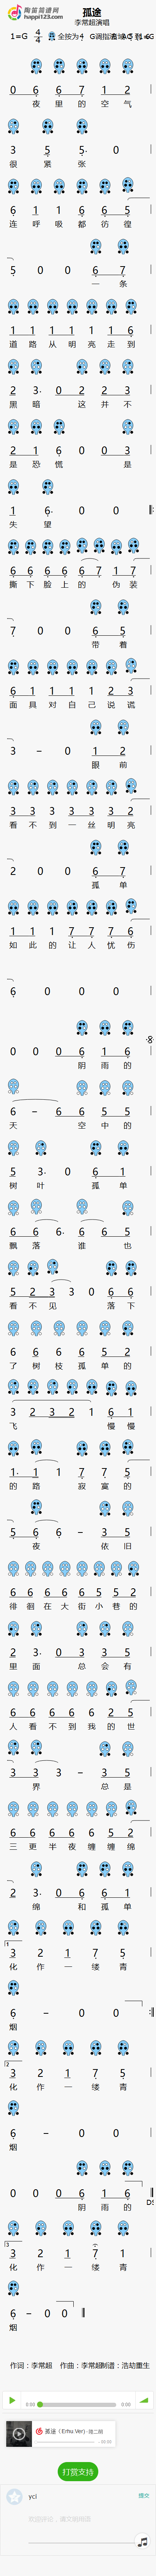 陶笛简谱网
huppi123.com
孤途
李常超演唱
1=G 4/4
0 6 6 7 1 2
夜 里 的 空 气
3 5 5· 0
很 紧 张
6 1 1 6 6 5
连 呼 吸 都 彷 徨
5 0 0 6 7
一 条
1 1 1 1 1 1 6
道 路 从 明 亮 走 到
2 3· 0 2 2 3
黑 暗 这 并 不
2 1 6 0 0 3
是 恐 慌 是
1 6· 0 0
失 望
6 6 6 6 6 7 1 7
撕 下 脸 上 的 伪 装
7 0 0 6 5
带 着
6 1 1 1 1 2 3
面 具 对 自 己 说 谎
3 - 0 1 2
眼 前
3 3 3 3 3 3 2
看 不 到 一 丝 明 亮
2 0 0 6 7
孤 单
1 1 1 7 7 7 6
如 此 的 让 人 忧 伤
6 0 0 0
0 0 0 6 1 6
阴 雨 的
6 - 6 6 5 5
天 空 中 的
5 3· 0 6 1
树 叶 孤 单
6 6 6· 6 6 5
飘 落 谁 也
5 2 3 3 0 6 6
看 不 见 落 下
6 6 6 6 5 2
了 树 枝 孤 单 的
3 2 3 2 1 6 1
飞 慢 慢
1· 1 1 7 7 5
的 路 寂 寞 的
5 6 6 - 3 5
夜 依 旧
6 6 6 6 6 5 5 2
徘 徊 在 大 街 小 巷 的
2 3· 0 3 3 5
里 面 总 会 有
6 6 6 6 6 2 5
人 看 不 到 我 的 世
3 3 3 - 3 5
界 总 是
6 6 6 6 6 5 2
三 更 半 夜 缠 缠 绵
2 3· 0 6 6 1
绵 和 孤 单
1
3 2 1 7 5
化 作 一 缕 青
6 - 0 0
烟
2
3 2 1 7 5
化 作 一 缕 青
6 - 0 0
烟
0 0 0 6 1 6
阴 雨 的
DS
3
3 2 1 7 1
化 作 一 缕 青
6 - 0 0
烟
作词：李常超 作曲：李常超 制谱：浩劫重生
0:00 0:00
孤途（Erhu Ver）-陆二胡
打赏支持
ycl
提交